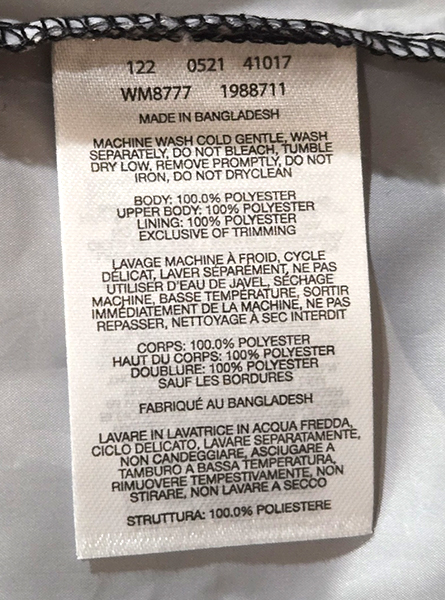 122 0521 41017
WM8777 1988711
MADE IN BANGLADESH
MACHINE WASH COLD GENTLE, WASH
SEPARATELY, DO NOT BLEACH, TUMBLE
DRY LOW, REMOVE PROMPTLY, DO NOT
IRON, DO NOT DRYCLEAN
BODY: 100.0% POLYESTER
UPPER BODY: 100% POLYESTER
LINING: 100% POLYESTER
EXCLUSIVE OF TRIMMING
LAVAGE MACHINE À FROID, CYCLE
DÉLICAT, LAVER SÉPARÉMENT, NE PAS
UTILISER D'EAU DE JAVEL, SÉCHAGE
MACHINE, BASSE TEMPÉRATURE, SORTIR
IMMÉDIATEMENT DE LA MACHINE, NE PAS
REPASSER, NETTOYAGE À SEC INTERDIT
CORPS: 100.0% POLYESTER
HAUT DU CORPS: 100% POLYESTER
DOUBLURE: 100% POLYESTER
SAUF LES BORDURES
FABRIQUÉ AU BANGLADESH
LAVARE IN LAVATRICE IN ACQUA FREDDA,
CICLO DELICATO, LAVARE SEPARATAMENTE,
NON CANDEGGIARE, ASCIUGARE A
TAMBURO A BASSA TEMPERATURA,
RIMUOVERE TEMPESTIVAMENTE, NON
STIRARE, NON LAVARE A SECCO
STRUTTURA: 100.0% POLIESTERE